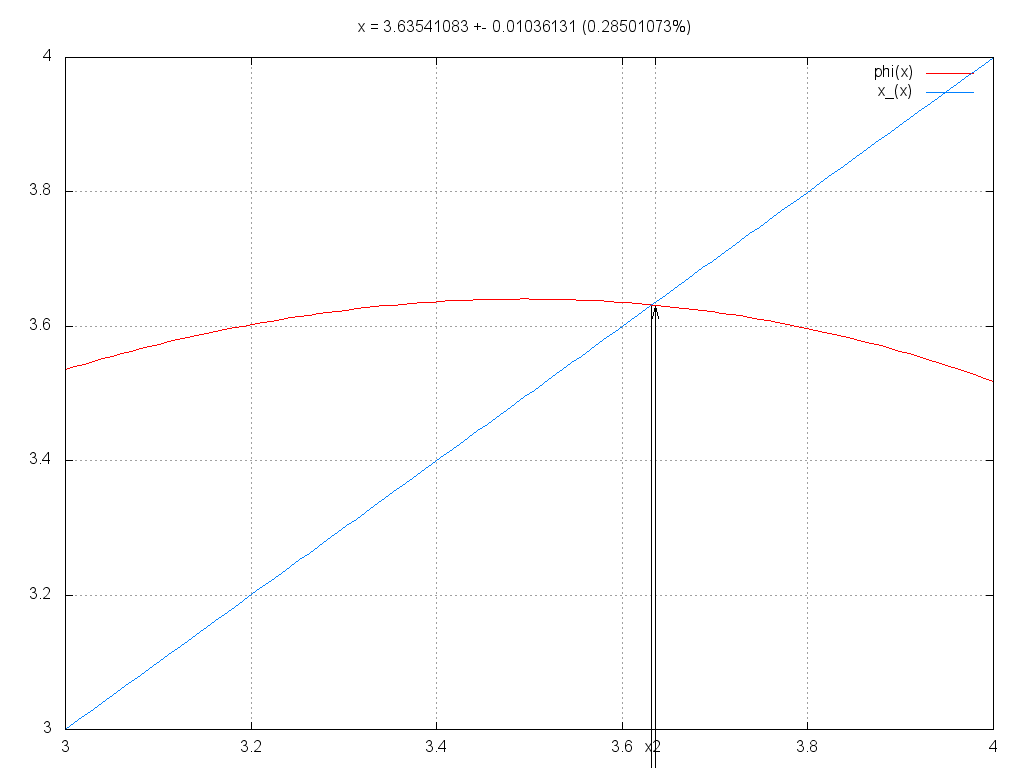 x = 3.63541083 +- 0.01036131 (0.28501073%)
4
phi(x)
x_(x)
3.8
3.6
3.4
3.2
3
3 3.2 3.4 3.6 x2 3.8 4